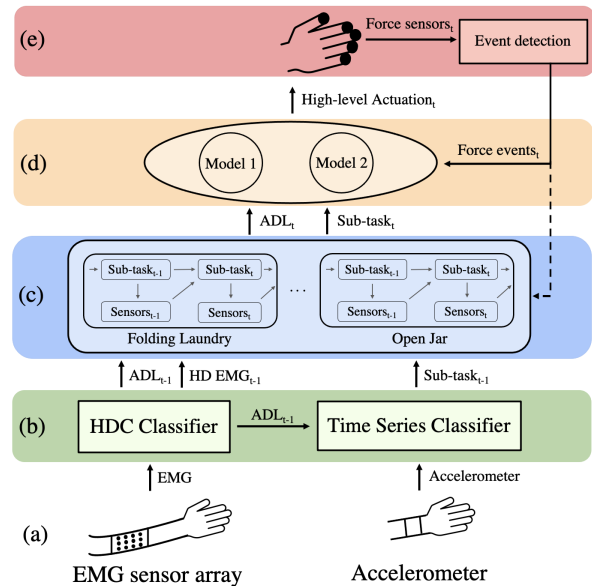 (e)
Force sensors_t
Event detection
High-level Actuation_t
(d)
Model 1
Model 2
Force events_t
ADL_t
Sub-task_t
(c)
Sub-task_t-1
Sub-task_t
Sensors_t-1
Sensors_t
Folding Laundry
...
Sub-task_t-1
Sub-task_t
Sensors_t-1
Sensors_t
Open Jar
ADL_t-1
HD EMG_t-1
Sub-task_t-1
(b)
HDC Classifier
ADL_t-1
Time Series Classifier
EMG
Accelerometer
(a)
EMG sensor array
Accelerometer